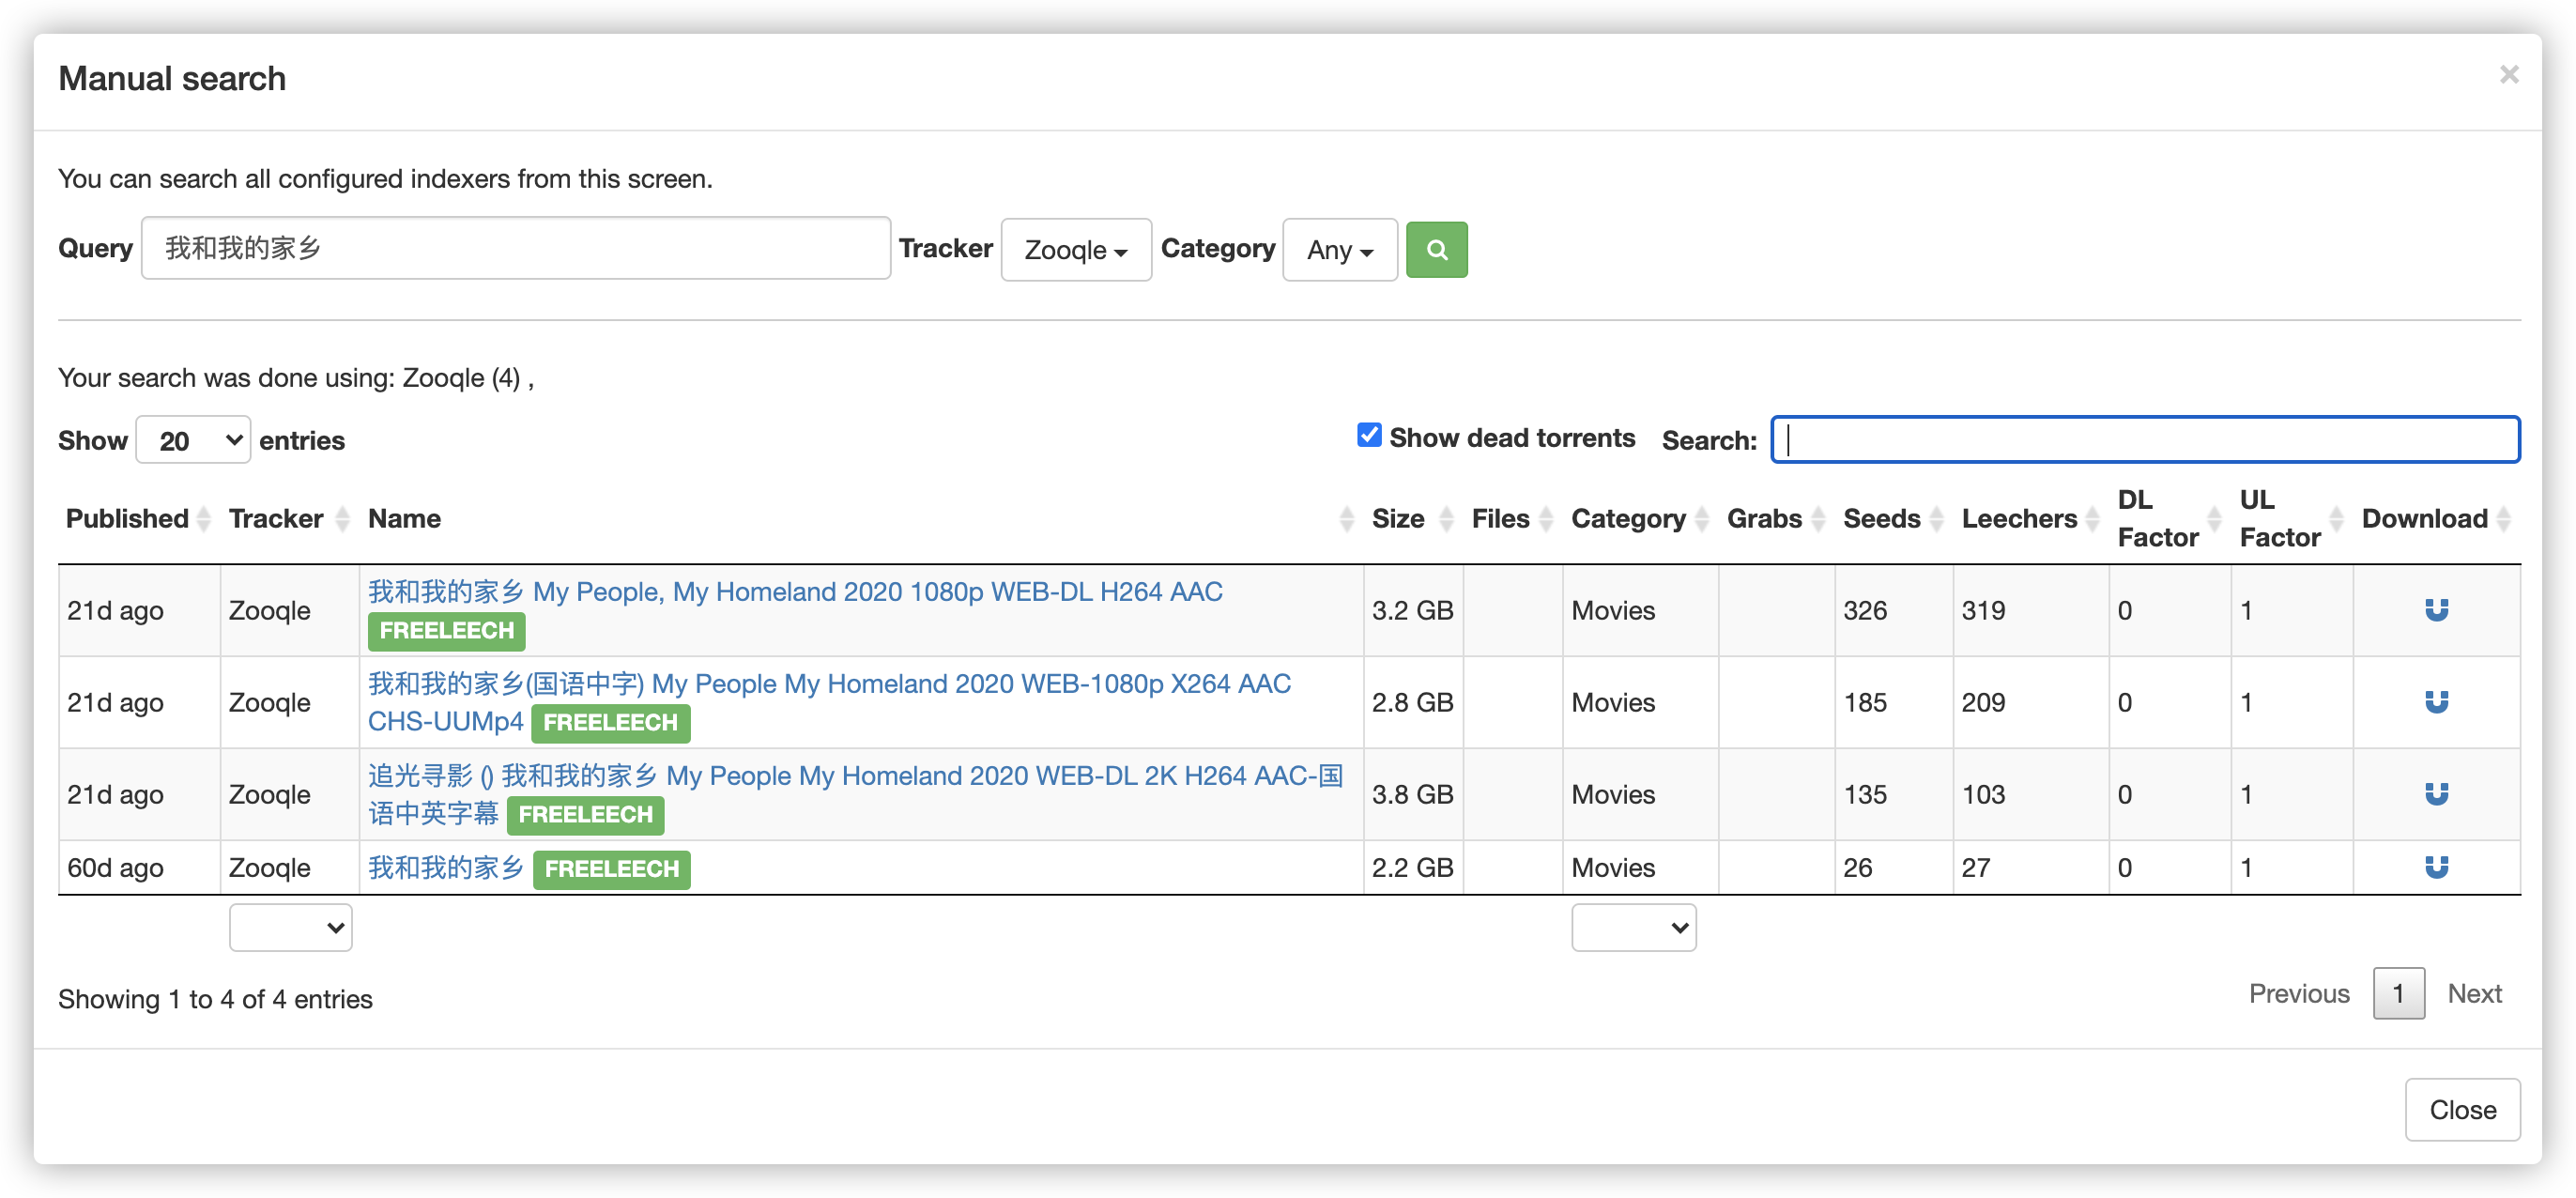 Manual search
×
You can search all configured indexers from this screen.
Query 我和我的家乡 Tracker Zooqle Category Any
Your search was done using: Zooqle (4) ,
Show 20 entries Show dead torrents Search:
Published Tracker Name Size Files Category Grabs Seeds Leechers DL Factor UL Factor Download
21d ago Zooqle 我和我的家乡 My People, My Homeland 2020 1080p WEB-DL H264 AAC FREELEECH 3.2 GB Movies 326 319 0 1
21d ago Zooqle 我和我的家乡(国语中字) My People My Homeland 2020 WEB-1080p X264 AAC CHS-UUMp4 FREELEECH 2.8 GB Movies 185 209 0 1
21d ago Zooqle 追光寻影 () 我和我的家乡 My People My Homeland 2020 WEB-DL 2K H264 AAC-国语中英字幕 FREELEECH 3.8 GB Movies 135 103 0 1
60d ago Zooqle 我和我的家乡 FREELEECH 2.2 GB Movies 26 27 0 1
Showing 1 to 4 of 4 entries
Previous 1 Next
Close